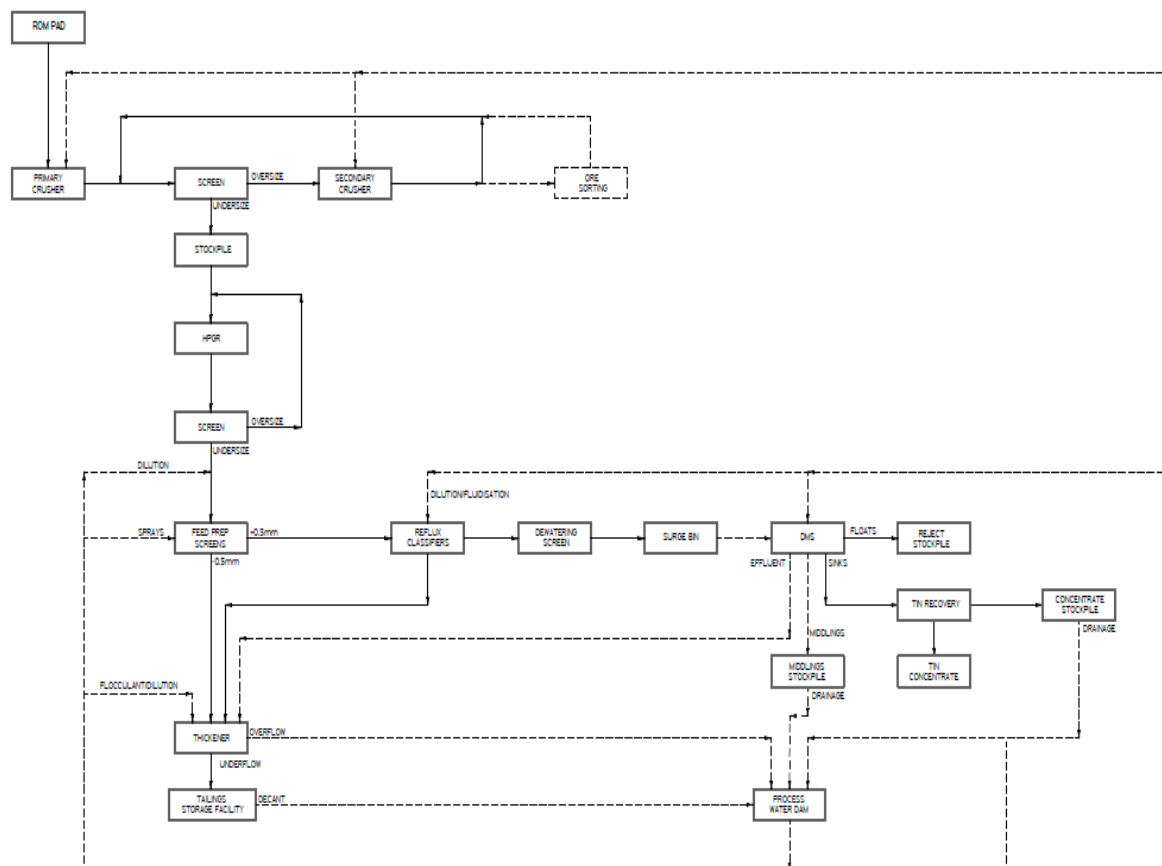 ROM PAD
PRIMARY
CRUSHER
SCREEN
OVERSIZE
UNDERSIZE
SECONDARY
CRUSHER
ORE
SORTING
STOCKPILE
HPGR
SCREEN
OVERSIZE
UNDERSIZE
DILUTION
SPRAYS
FEED PREP
SCREENS
+0.5mm
-0.5mm
DILUTION/FLUIDISATION
REFLUX
CLASSIFIERS
DEWATERING
SCREEN
SURGE BIN
DMS
FLOATS
REJECT
STOCKPILE
EFFLUENT
SINKS
TIN RECOVERY
CONCENTRATE
STOCKPILE
DRAINAGE
MIDDLINGS
MIDDLINGS
STOCKPILE
DRAINAGE
TIN
CONCENTRATE
FLOCCULANT/DILUTION
THICKENER
OVERFLOW
UNDERFLOW
TAILINGS
STORAGE FACILITY
DECANT
PROCESS
WATER DAM